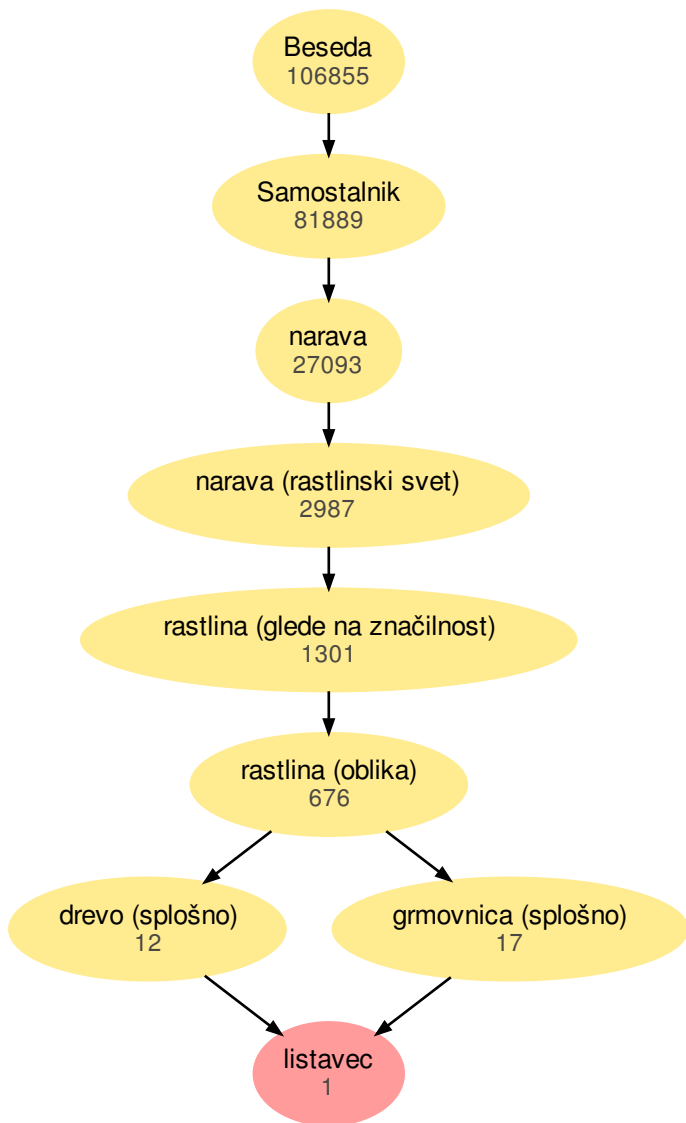 Beseda
106855
Samostalnik
81889
narava
27093
narava (rastlinski svet)
2987
rastlina (glede na značilnost)
1301
rastlina (oblika)
676
drevo (splošno)
12
grmovnica (splošno)
17
listavec
1